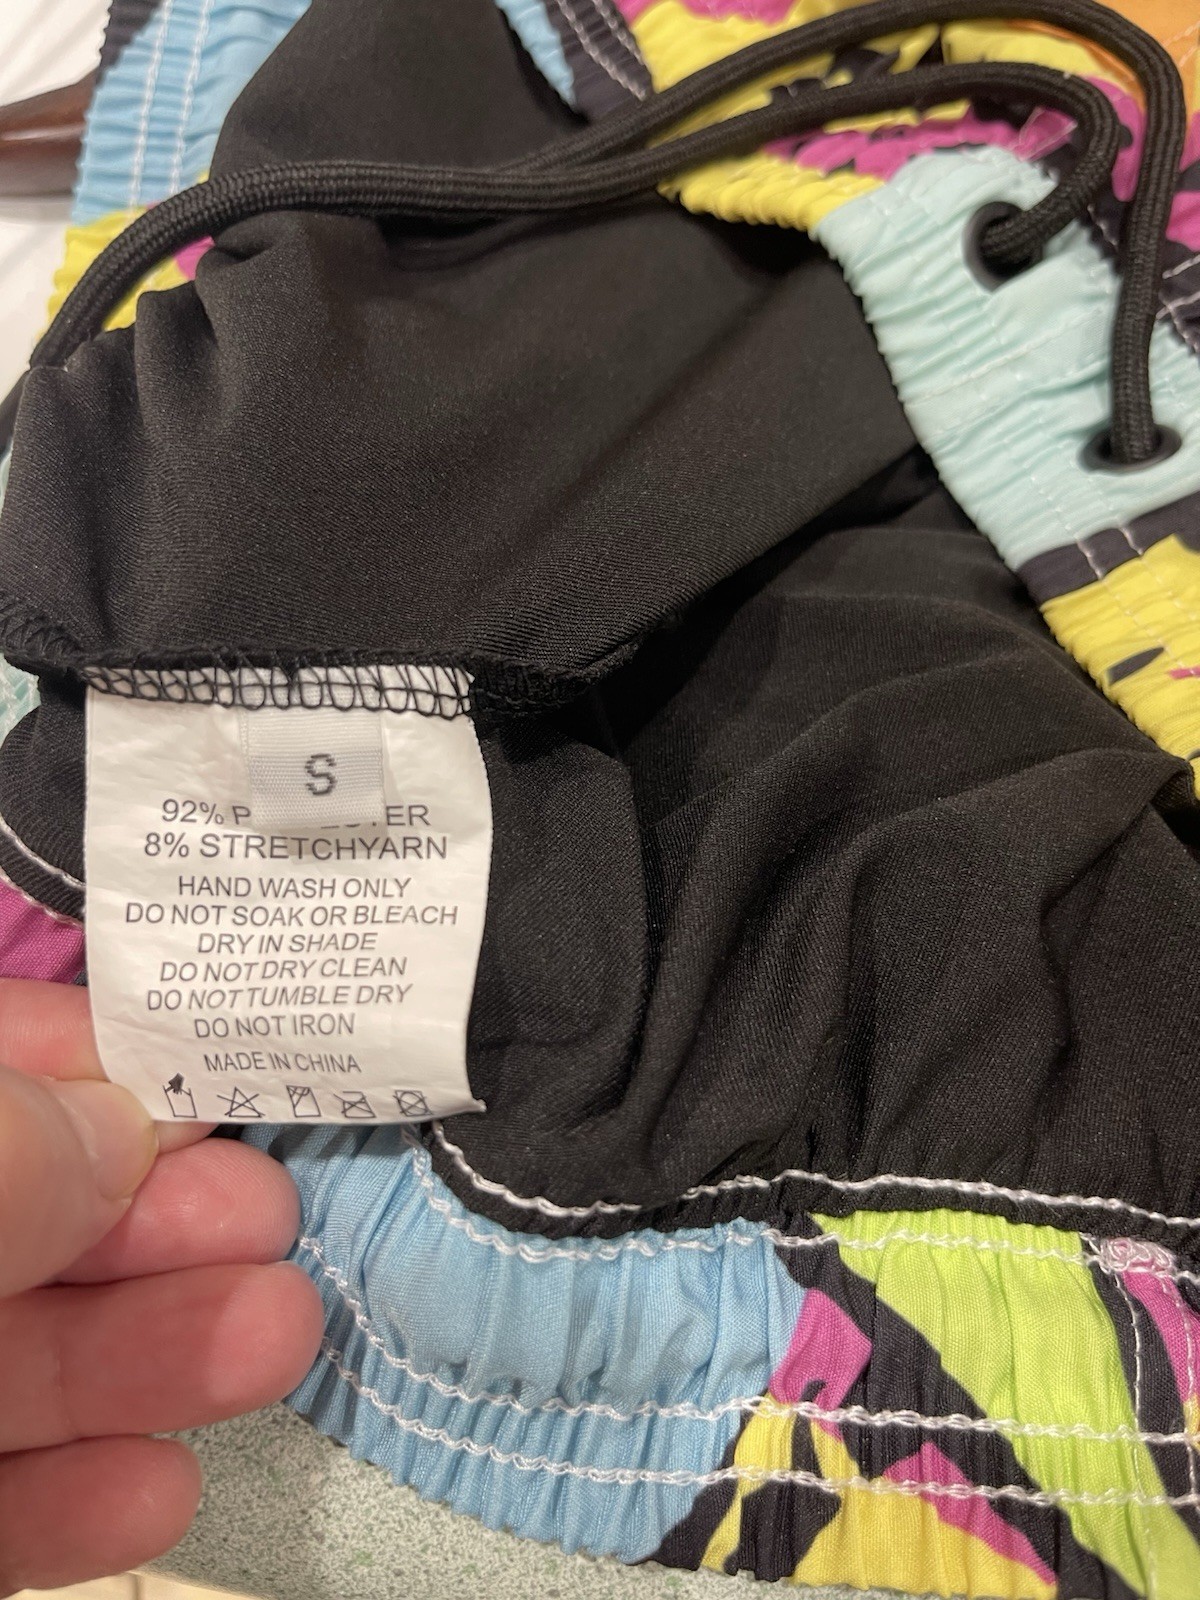 S
92% P ER
8% STRETCHYARN
HAND WASH ONLY
DO NOT SOAK OR BLEACH
DRY IN SHADE
DO NOT DRY CLEAN
DO NOT TUMBLE DRY
DO NOT IRON
MADE IN CHINA